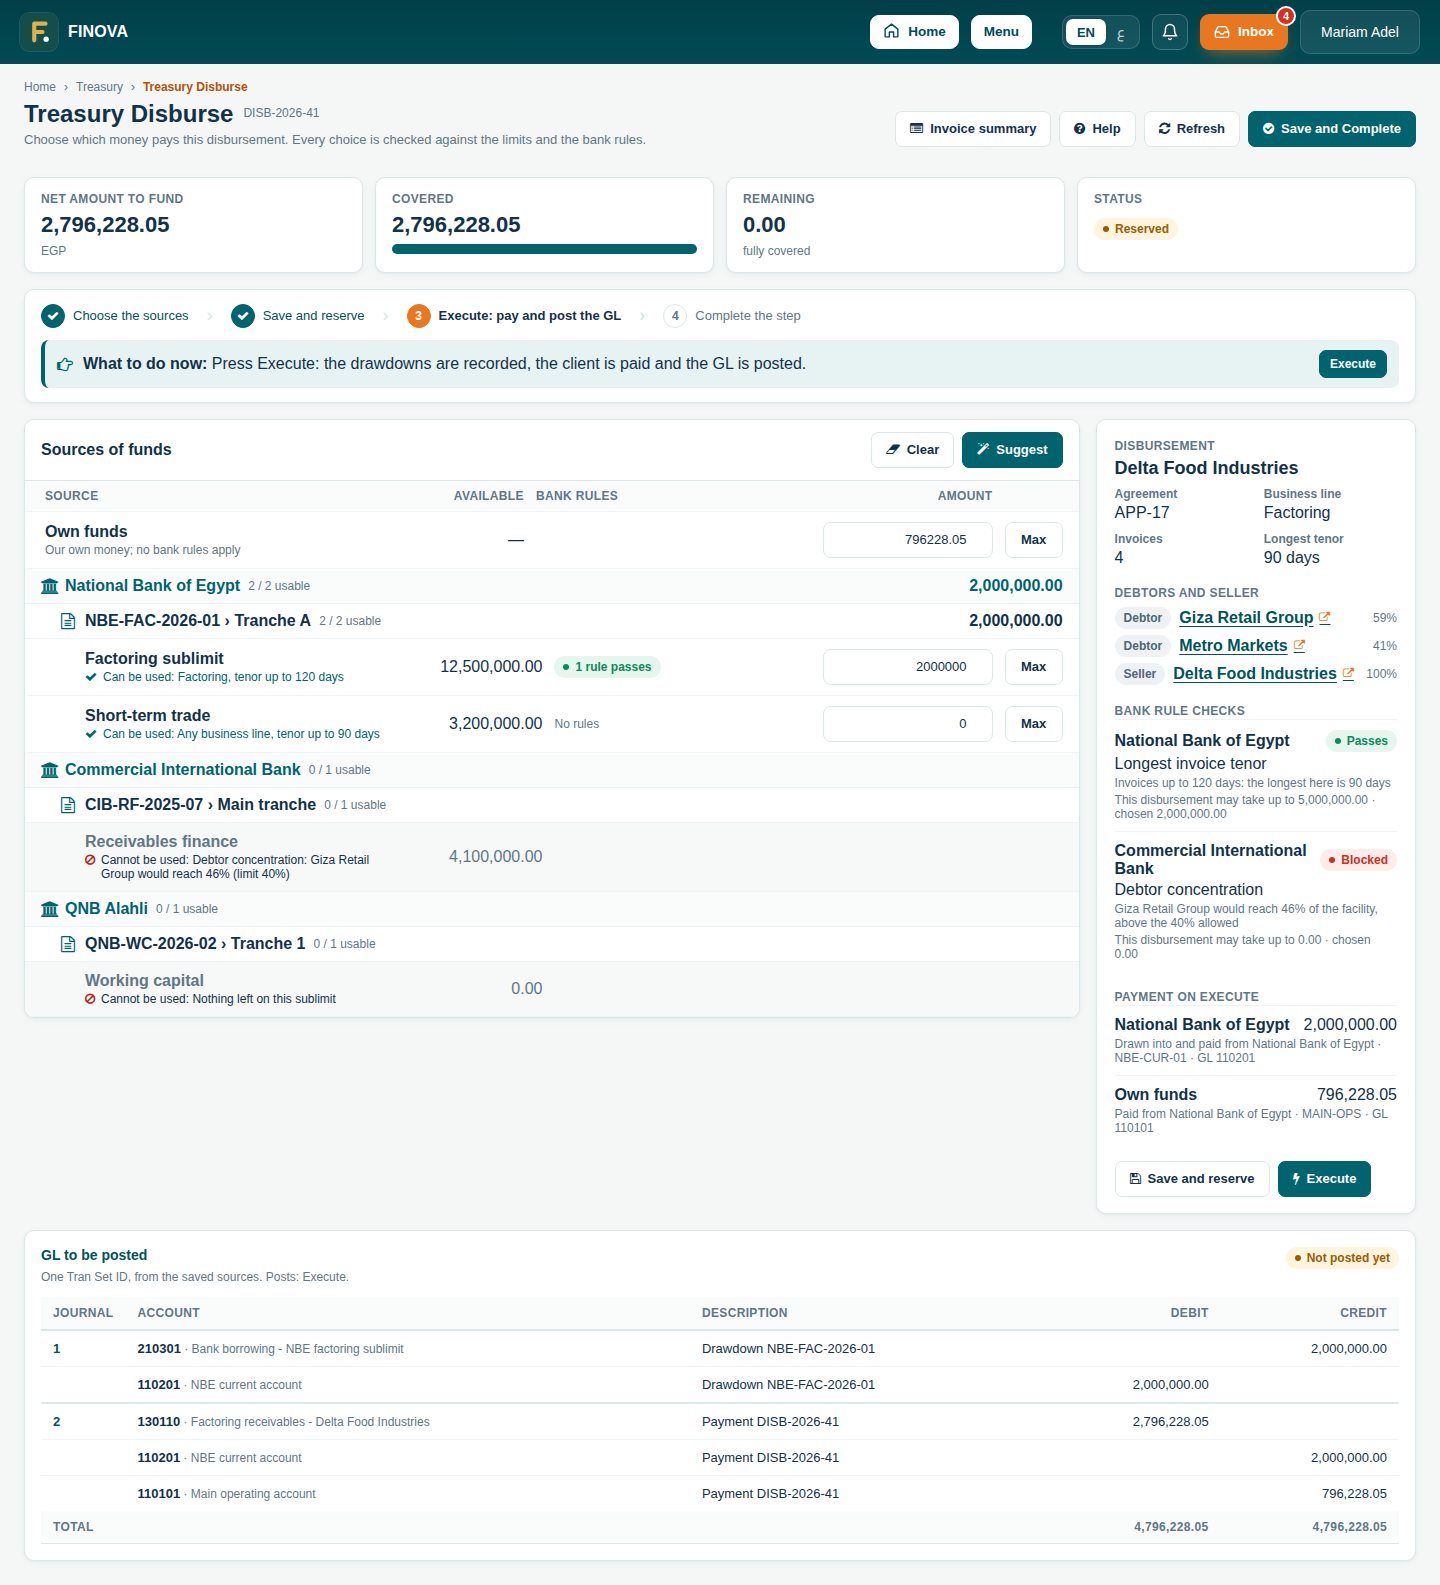 FINOVA
Home
Menu
EN
ع
Inbox
4
Mariam Adel
Home › Treasury › Treasury Disburse
Treasury Disburse DISB-2026-41
Choose which money pays this disbursement. Every choice is checked against the limits and the bank rules.
Invoice summary
Help
Refresh
Save and Complete
NET AMOUNT TO FUND
2,796,228.05
EGP
COVERED
2,796,228.05
REMAINING
0.00
fully covered
STATUS
Reserved
Choose the sources › Save and reserve › 3 Execute: pay and post the GL › 4 Complete the step
What to do now: Press Execute: the drawdowns are recorded, the client is paid and the GL is posted.
Execute
Sources of funds
Clear
Suggest
SOURCE AVAILABLE BANK RULES AMOUNT
Own funds
Our own money; no bank rules apply
— 796228.05 Max
National Bank of Egypt 2 / 2 usable 2,000,000.00
NBE-FAC-2026-01 › Tranche A 2 / 2 usable 2,000,000.00
Factoring sublimit
Can be used: Factoring, tenor up to 120 days
12,500,000.00 1 rule passes 2000000 Max
Short-term trade
Can be used: Any business line, tenor up to 90 days
3,200,000.00 No rules 0 Max
Commercial International Bank 0 / 1 usable
CIB-RF-2025-07 › Main tranche 0 / 1 usable
Receivables finance
Cannot be used: Debtor concentration: Giza Retail
Group would reach 46% (limit 40%)
4,100,000.00
QNB Alahli 0 / 1 usable
QNB-WC-2026-02 › Tranche 1 0 / 1 usable
Working capital
Cannot be used: Nothing left on this sublimit
0.00
DISBURSEMENT
Delta Food Industries
Agreement Business line
APP-17 Factoring
Invoices Longest tenor
4 90 days
DEBTORS AND SELLER
Debtor Giza Retail Group 59%
Debtor Metro Markets 41%
Seller Delta Food Industries 100%
BANK RULE CHECKS
National Bank of Egypt Passes
Longest invoice tenor
Invoices up to 120 days: the longest here is 90 days
This disbursement may take up to 5,000,000.00 ·
chosen 2,000,000.00
Commercial International
Bank
Blocked
Debtor concentration
Giza Retail Group would reach 46% of the facility,
above the 40% allowed
This disbursement may take up to 0.00 · chosen
0.00
PAYMENT ON EXECUTE
National Bank of Egypt 2,000,000.00
Drawn into and paid from National Bank of Egypt ·
NBE-CUR-01 · GL 110201
Own funds 796,228.05
Paid from National Bank of Egypt · MAIN-OPS · GL
110101
Save and reserve
Execute
GL to be posted
Not posted yet
One Tran Set ID, from the saved sources. Posts: Execute.
JOURNAL ACCOUNT DESCRIPTION DEBIT CREDIT
1 210301 · Bank borrowing - NBE factoring sublimit Drawdown NBE-FAC-2026-01 2,000,000.00
110201 · NBE current account Drawdown NBE-FAC-2026-01 2,000,000.00
2 130110 · Factoring receivables - Delta Food Industries Payment DISB-2026-41 2,796,228.05
110201 · NBE current account Payment DISB-2026-41 2,000,000.00
110101 · Main operating account Payment DISB-2026-41 796,228.05
TOTAL 4,796,228.05 4,796,228.05